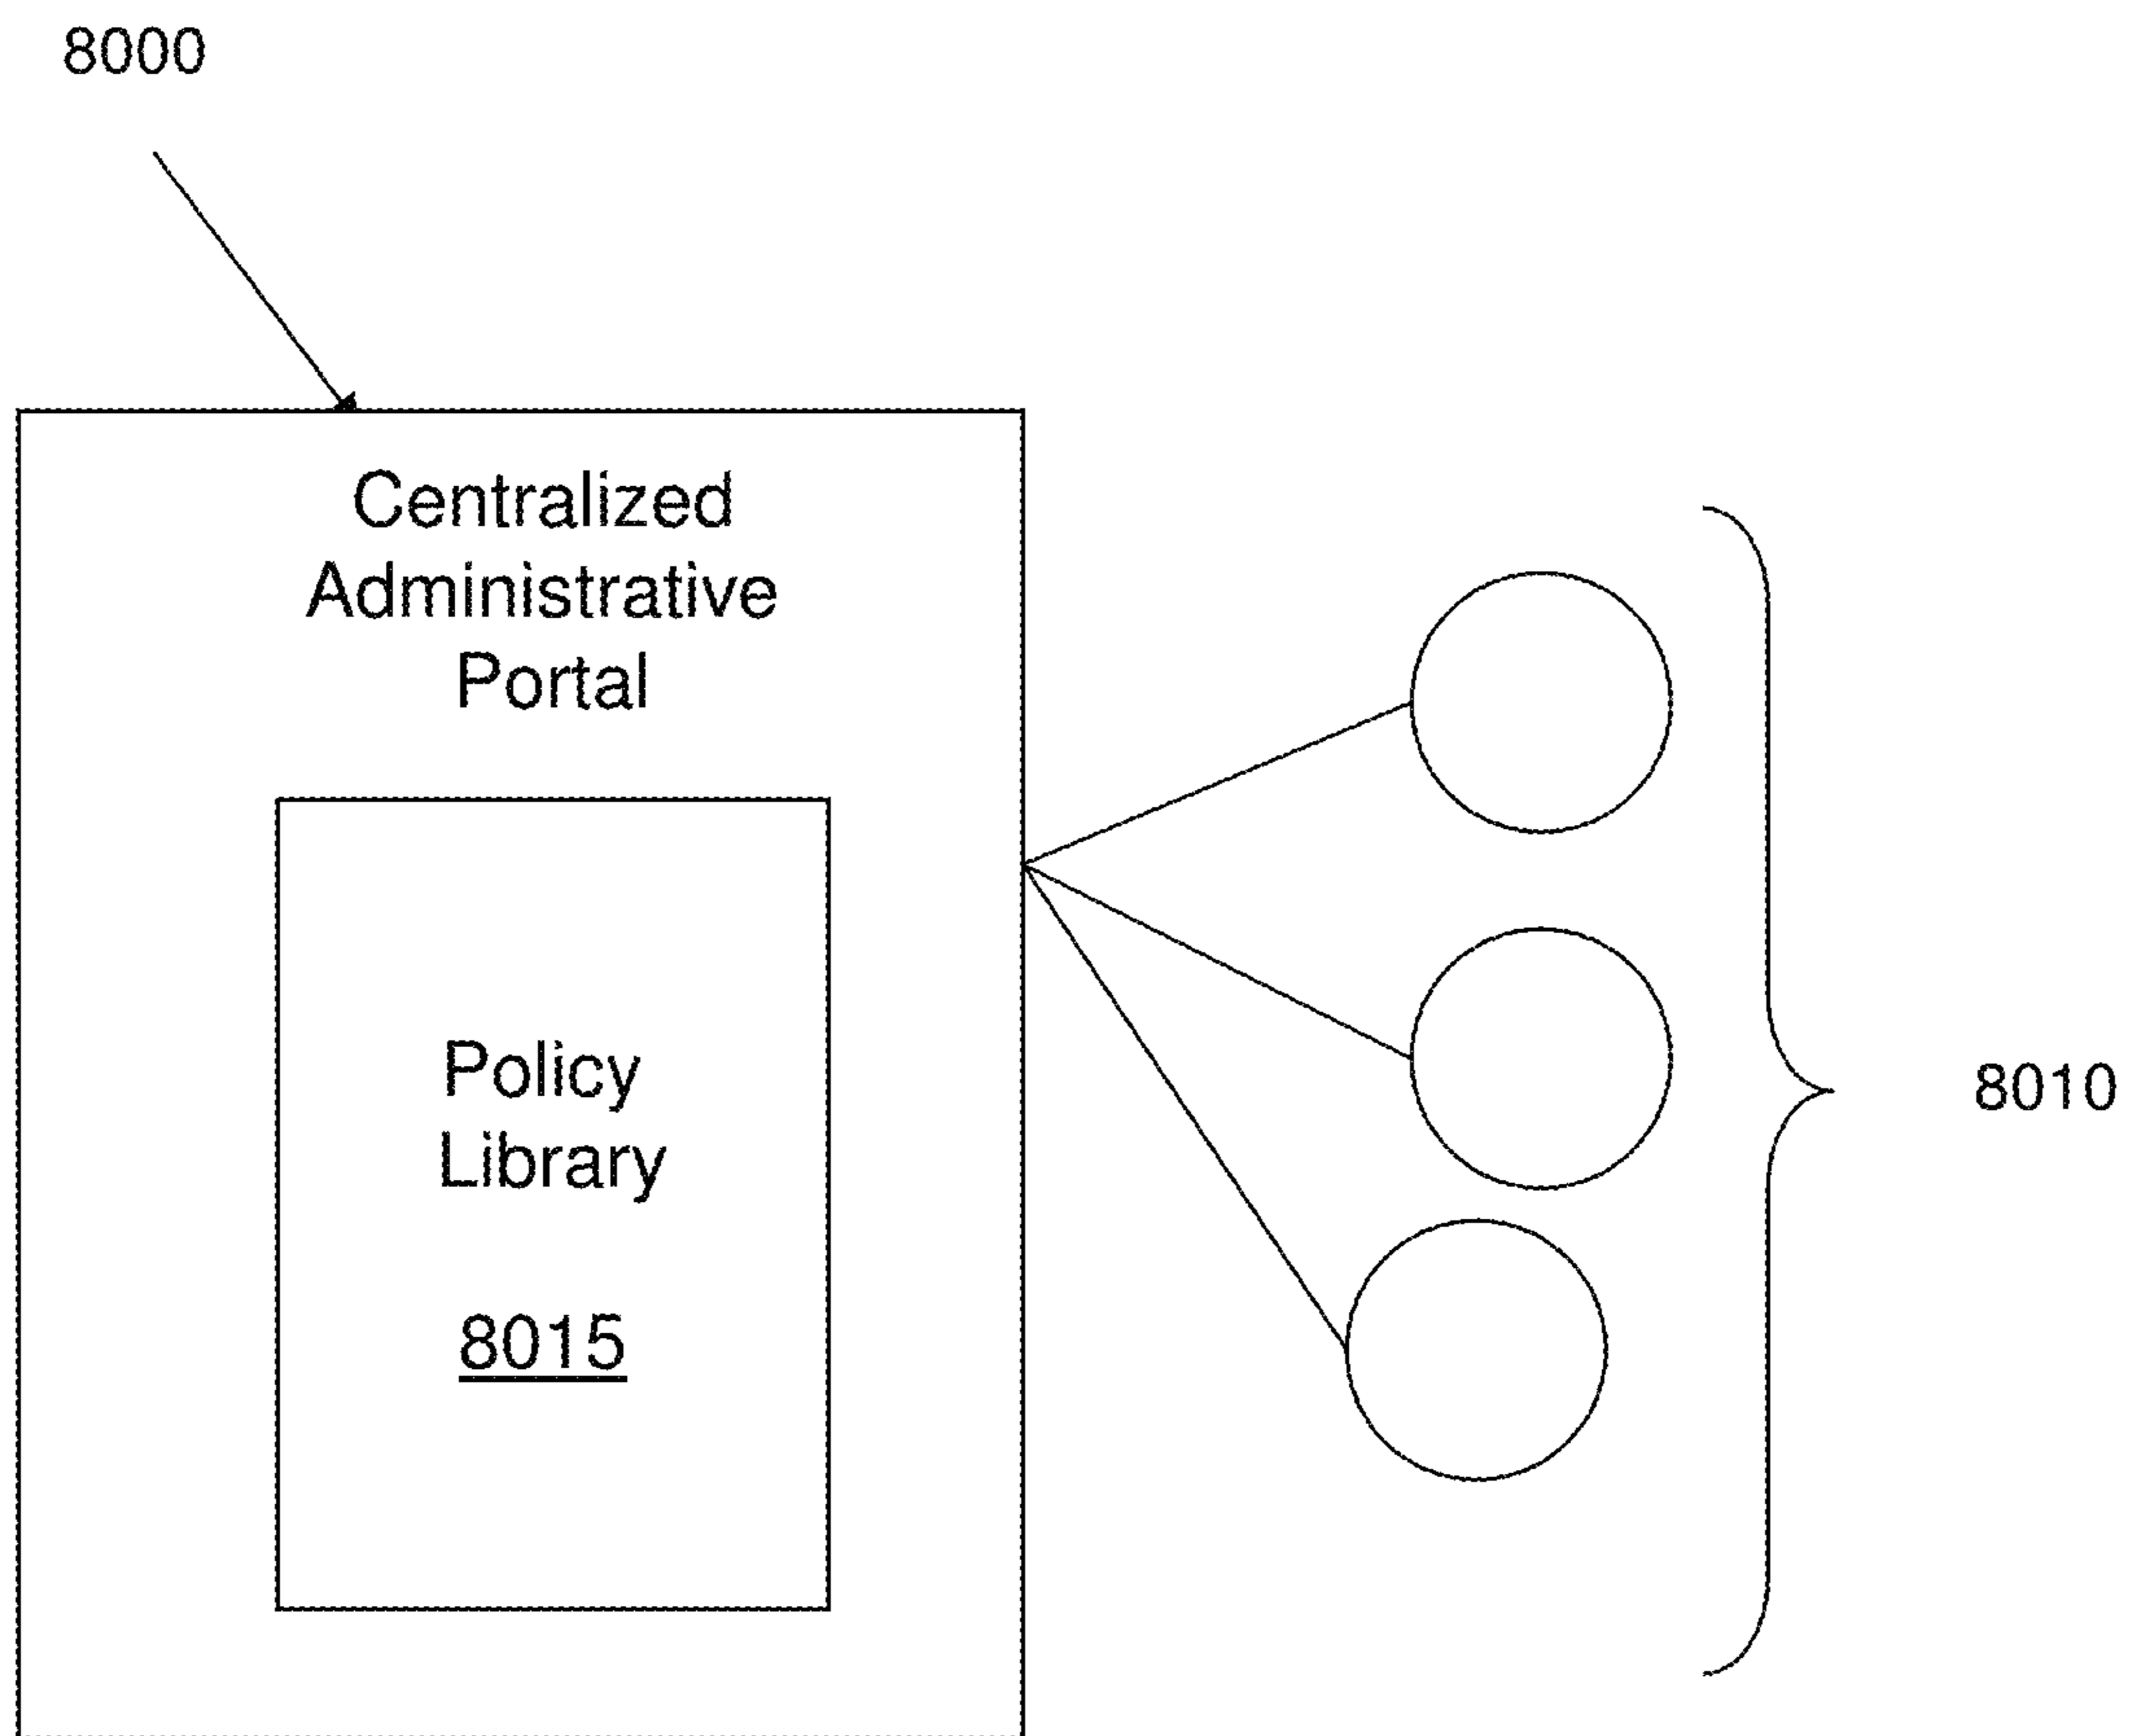 8000
Centralized
Administrative
Portal
Policy
Library
8015
8010